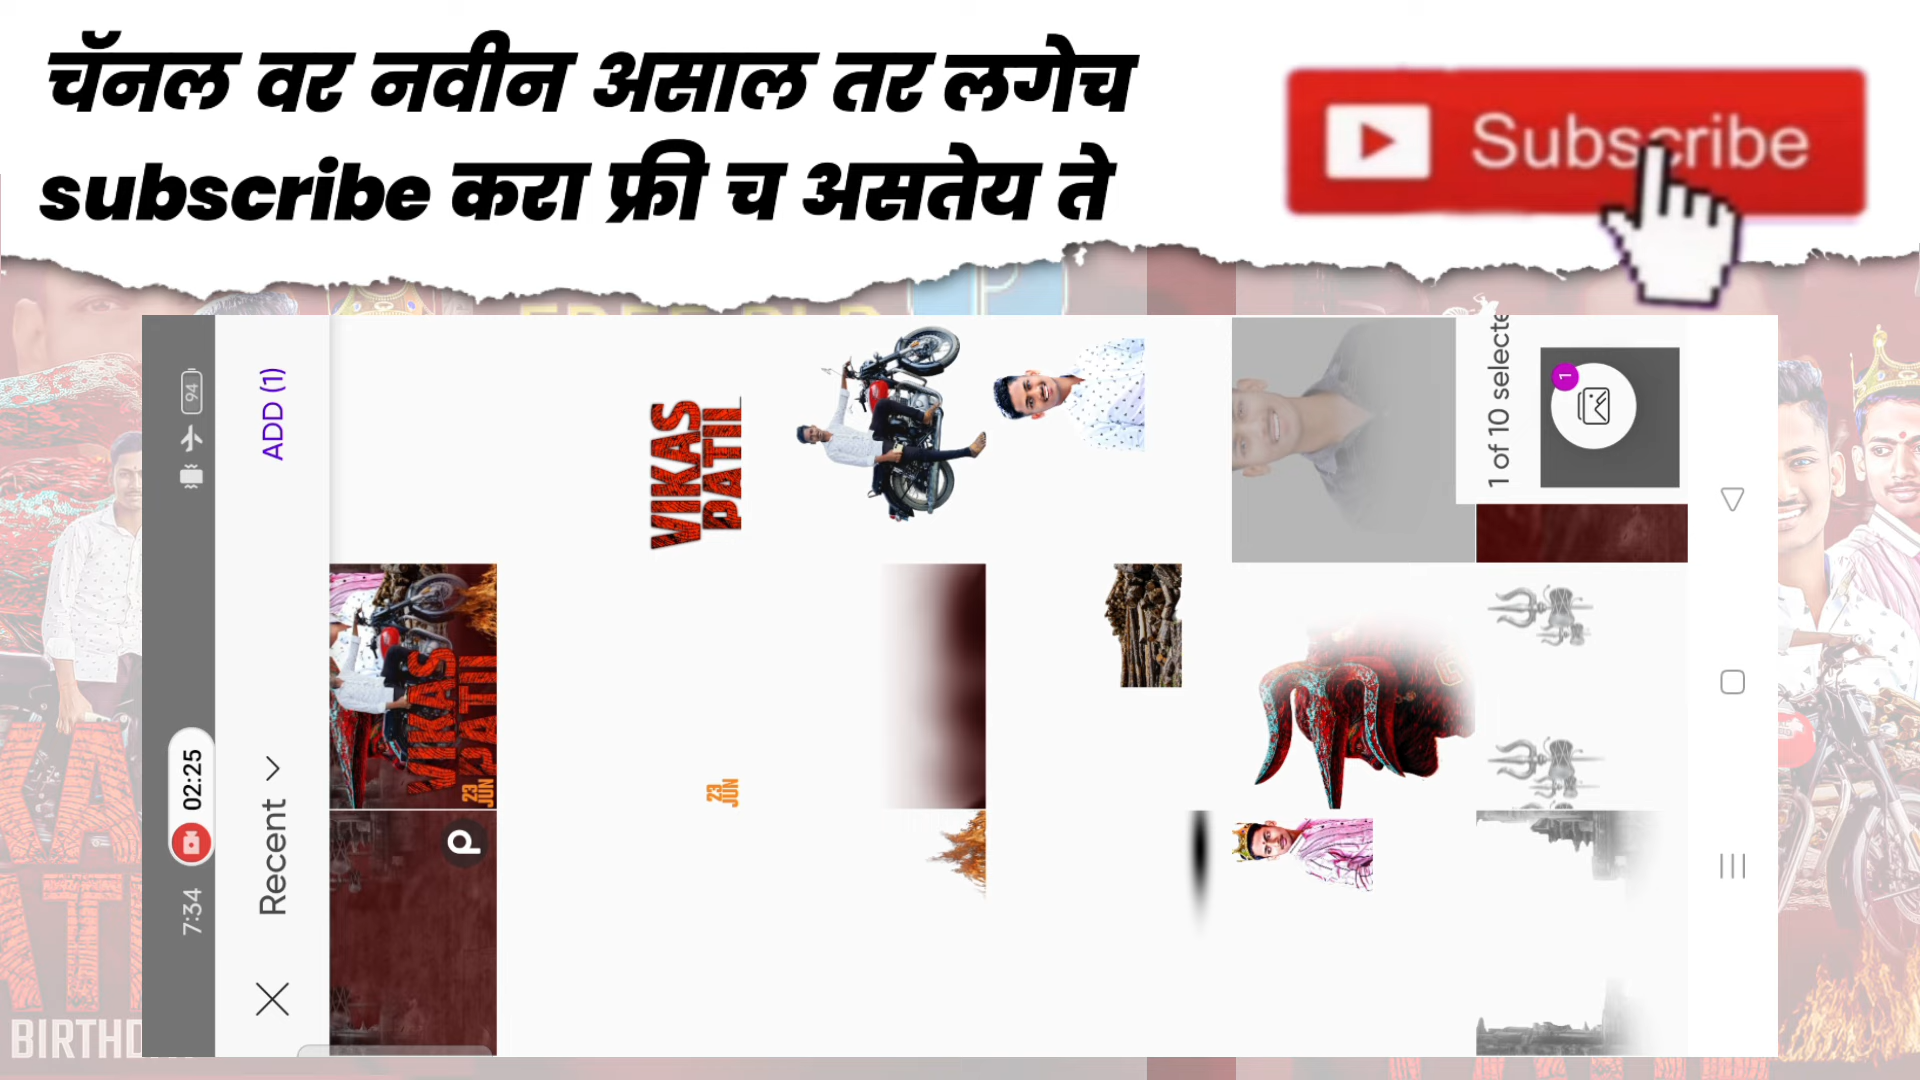 चॅनल वर नवीन असाल तर लगेच
subscribe करा फ्री च असतेय ते
Subscribe
7:34
02:25
94
Recent
ADD (1)
VIKAS
PATIL
23
JUN
VIKAS
PATIL
23
JUN
1 of 10 selecte
1
BIRTHD